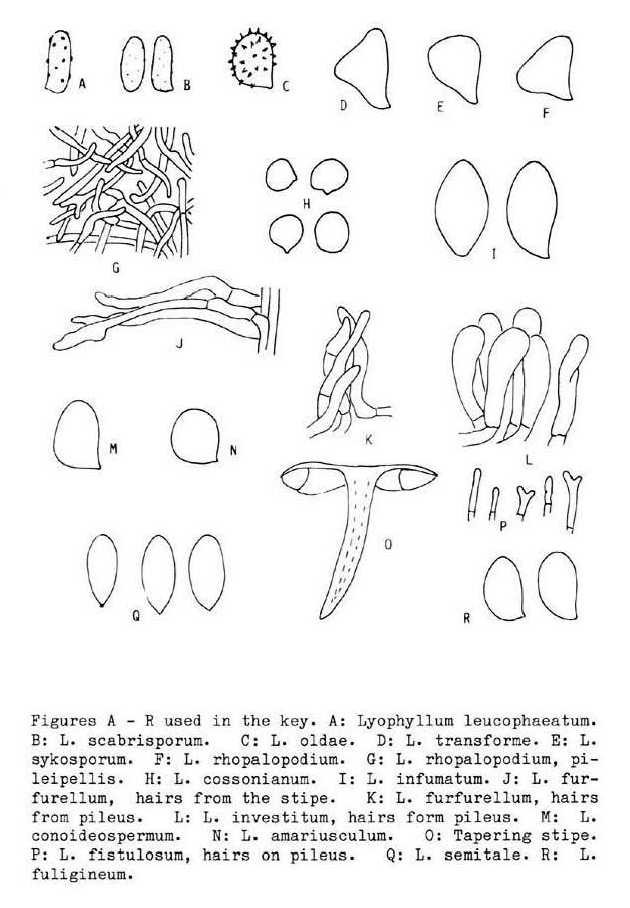 A
B
C
D
E
F
G
H
I
J
K
L
M
N
O
P
Q
R
Figures A - R used in the key. A: Lyophyllum leucophaeatum.
B: L. scabrisporum. C: L. oldae. D: L. transforme. E: L.
sykosporum. F: L. rhopalopodium. G: L. rhopalopodium, pi-
leipellis. H: L. cossonianum. I: L. infumatum. J: L. fur-
furellum, hairs from the stipe. K: L. furfurellum, hairs
from pileus. L: L. investitum, hairs form pileus. M: L.
conoideospermum. N: L. amariusculum. O: Tapering stipe.
P: L. fistulosum, hairs on pileus. Q: L. semitale. R: L.
fuligineum.